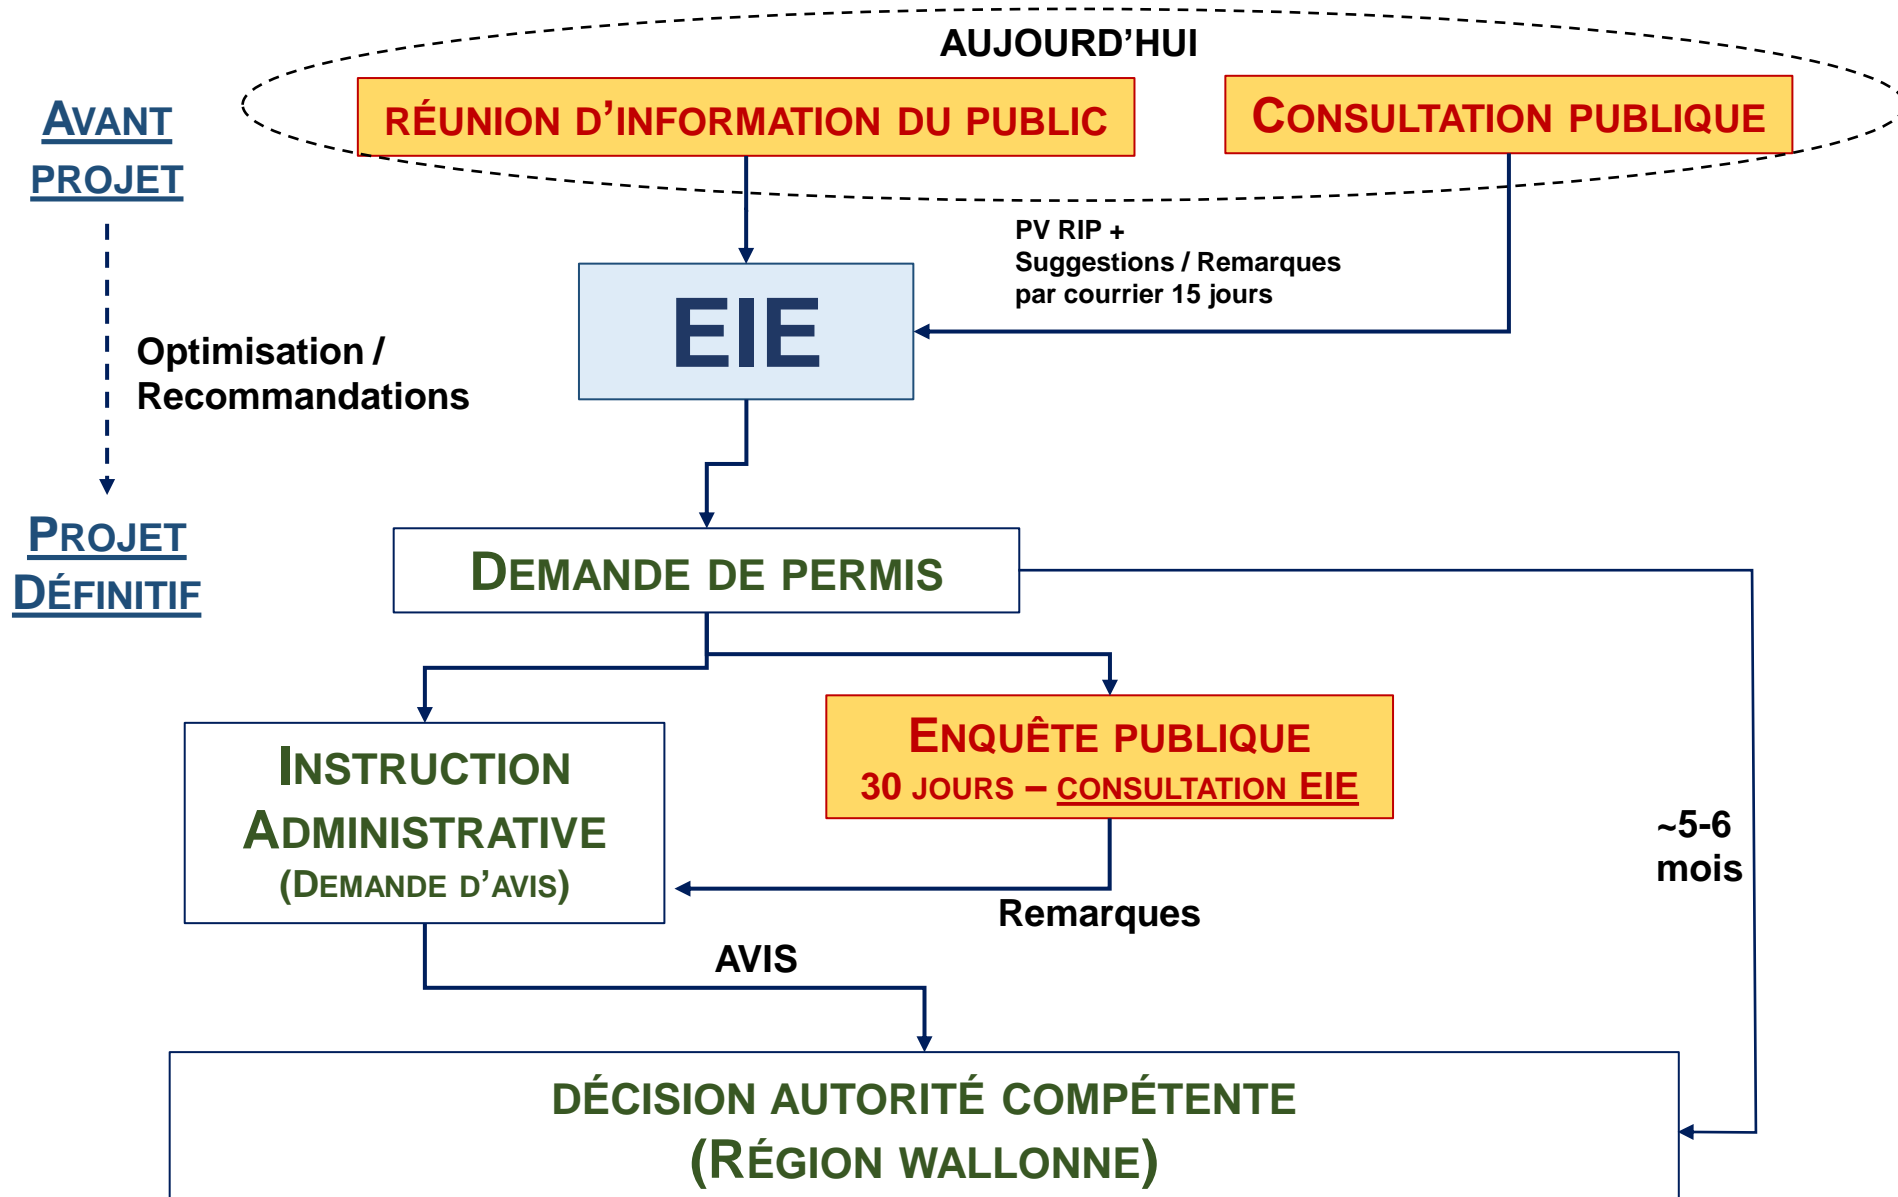 AUJOURD'HUI
AVANT
PROJET
RÉUNION D'INFORMATION DU PUBLIC
CONSULTATION PUBLIQUE
PV RIP +
Suggestions / Remarques
par courrier 15 jours
EIE
Optimisation /
Recommandations
PROJET
DÉFINITIF
DEMANDE DE PERMIS
INSTRUCTION
ADMINISTRATIVE
(DEMANDE D'AVIS)
ENQUÊTE PUBLIQUE
30 JOURS – CONSULTATION EIE
~5-6
mois
Remarques
AVIS
DÉCISION AUTORITÉ COMPÉTENTE
(RÉGION WALLONNE)